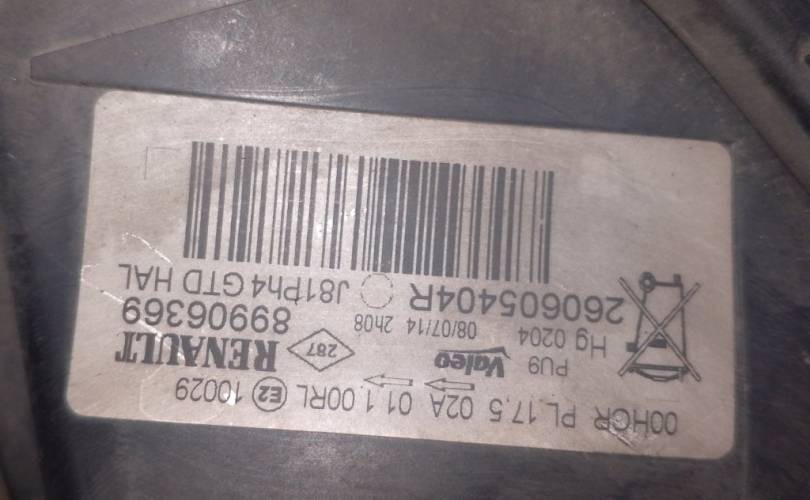 00HCR PL 17.5 02A 01 1 00RL E2 10029
PU9 Valeo 287 RENAULT
Hg 0204 08/07/14 2h08 89906369
260605404R J81Ph4 GTD HAL